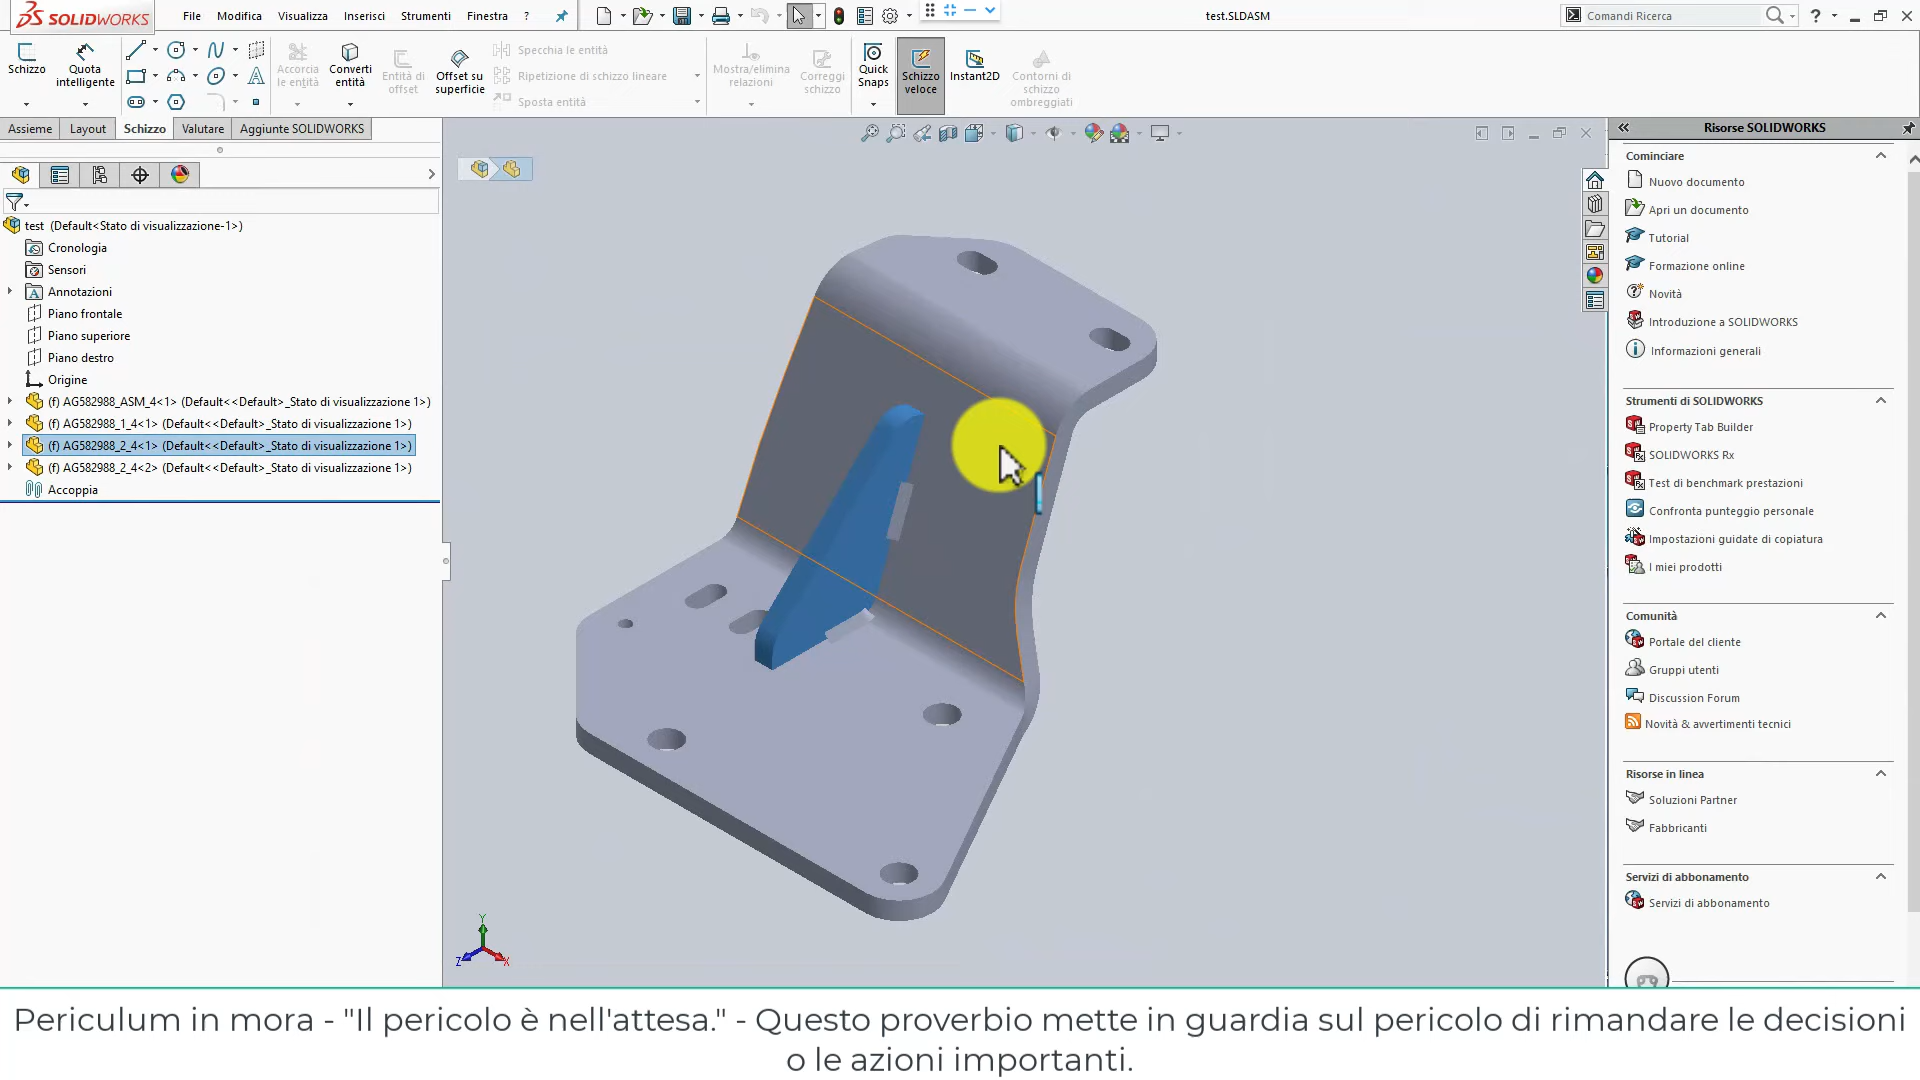 SOLIDWORKS
File Modifica Visualizza Inserisci Strumenti Finestra ?
test.SLDASM
Comandi Ricerca
?
Schizzo
Quota intelligente
Accorcia le entità
Converti entità
Entità di offset
Offset su superficie
Specchia le entità
Ripetizione di schizzo lineare
Sposta entità
Mostra/elimina relazioni
Correggi schizzo
Quick Snaps
Schizzo veloce
Instant2D
Contorni di schizzo ombreggiati
Assieme Layout Schizzo Valutare Aggiunte SOLIDWORKS
test (Default<Stato di visualizzazione-1>)
Cronologia
Sensori
Annotazioni
Piano frontale
Piano superiore
Piano destro
Origine
(f) AG582988_ASM_4<1> (Default<<Default>_Stato di visualizzazione 1>)
(f) AG582988_1_4<1> (Default<<Default>_Stato di visualizzazione 1>)
(f) AG582988_2_4<1> (Default<<Default>_Stato di visualizzazione 1>)
(f) AG582988_2_4<2> (Default<<Default>_Stato di visualizzazione 1>)
Accoppia
Y
Z
X
Risorse SOLIDWORKS
Cominciare
Nuovo documento
Apri un documento
Tutorial
Formazione online
Novità
Introduzione a SOLIDWORKS
Informazioni generali
Strumenti di SOLIDWORKS
Property Tab Builder
SOLIDWORKS Rx
Test di benchmark prestazioni
Confronta punteggio personale
Impostazioni guidate di copiatura
I miei prodotti
Comunità
Portale del cliente
Gruppi utenti
Discussion Forum
Novità & avvertimenti tecnici
Risorse in linea
Soluzioni Partner
Fabbricanti
Servizi di abbonamento
Servizi di abbonamento
Periculum in mora - "Il pericolo è nell'attesa." - Questo proverbio mette in guardia sul pericolo di rimandare le decisioni
o le azioni importanti.